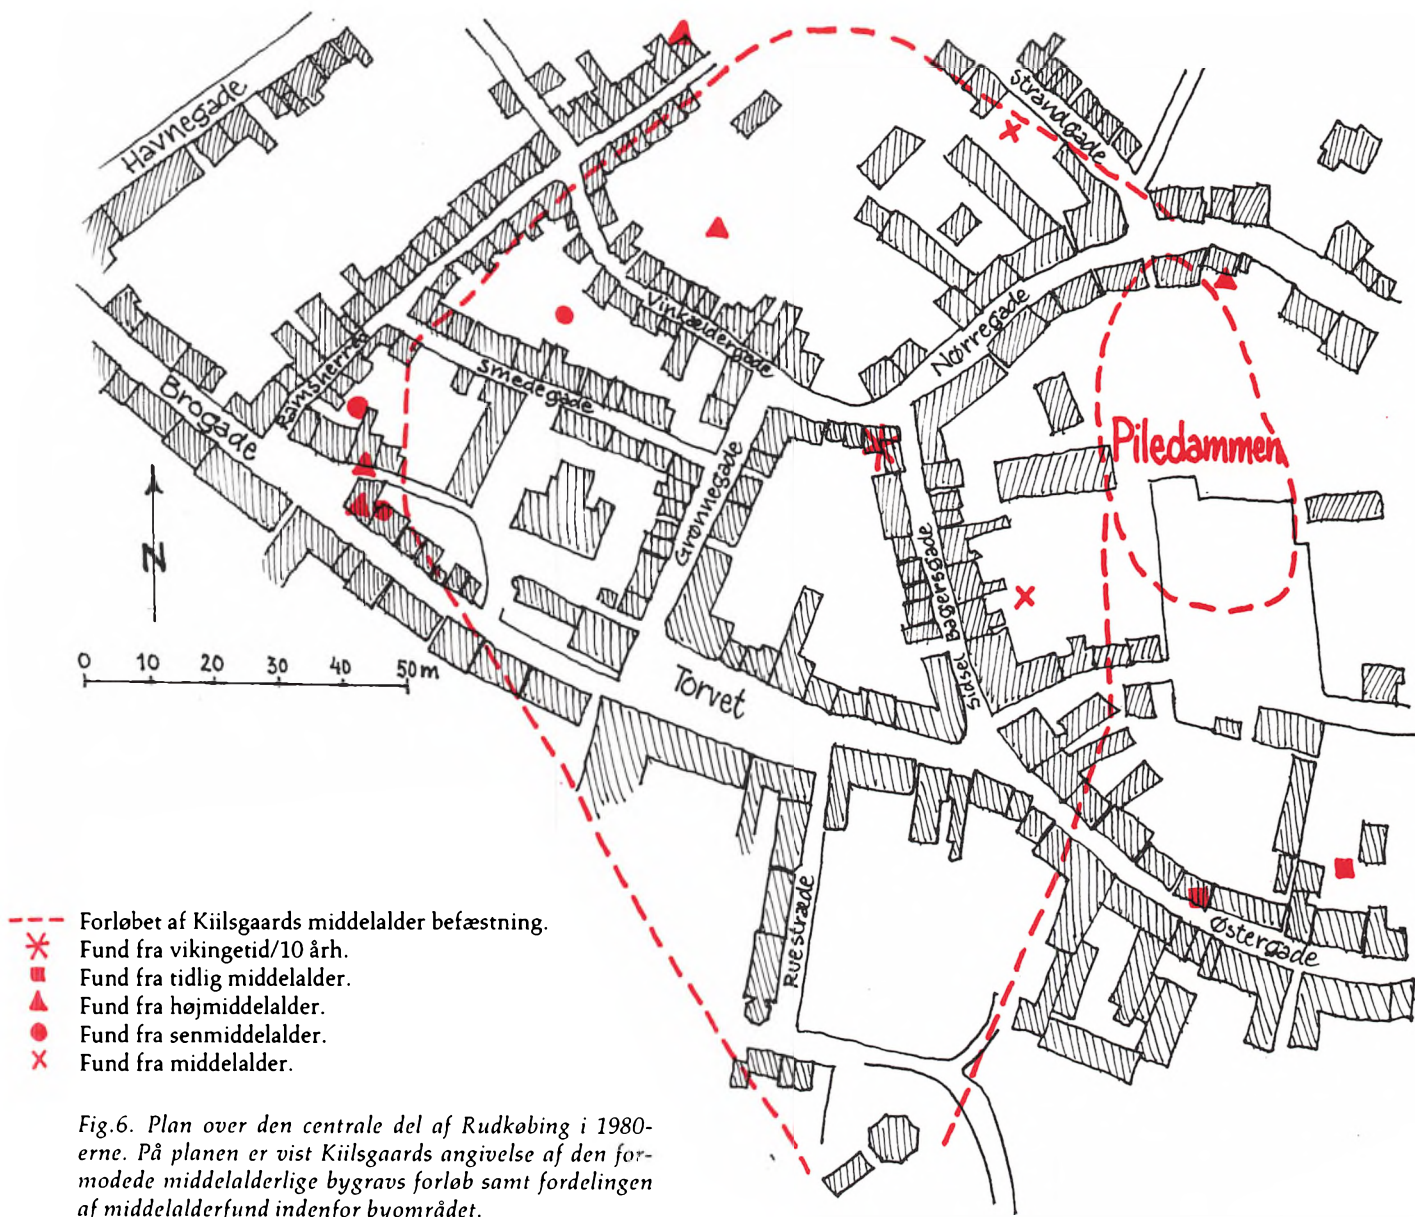 Havnegade
Strandgade
Vinkældergade
Nørregade
Ramsherred
Smedegade
Brogade
Piledammen
Grønnegade
Sidsel Bagersgade
N
0 10 20 30 40 50 m
Torvet
Ruestræde
Østergade
Forløbet af Kiilsgaards middelalder befæstning.
Fund fra vikingetid/10 årh.
Fund fra tidlig middelalder.
Fund fra højmiddelalder.
Fund fra senmiddelalder.
Fund fra middelalder.
Fig.6. Plan over den centrale del af Rudkøbing i 1980-
erne. På planen er vist Kiilsgaards angivelse af den for-
modede middelalderlige bygravs forløb samt fordelingen
af middelalderfund indenfor byområdet.